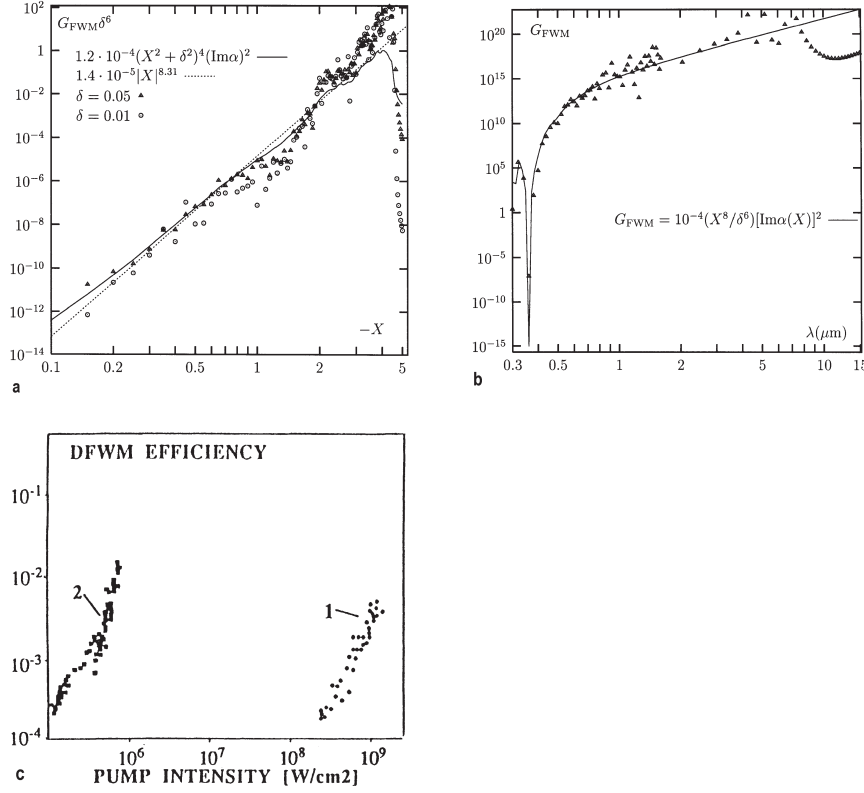 G_FWM δ^6
1.2 · 10^-4(X^2 + δ^2)^4(Imα)^2
1.4 · 10^-5|X|^8.31
δ = 0.05
δ = 0.01
10^2
1
10^-2
10^-4
10^-6
10^-8
10^-10
10^-12
10^-14
0.1
0.2
0.5
1
2
5
−X
a
G_FWM
10^20
10^15
10^10
10^5
1
10^-5
10^-10
10^-15
G_FWM = 10^-4(X^8/δ^6)[Imα(X)]^2
λ(μm)
0.3
0.5
1
2
5
10
b
DFWM EFFICIENCY
10^-1
10^-2
10^-3
10^-4
2
1
10^6
10^7
10^8
10^9
c
PUMP INTENSITY [W/cm2]